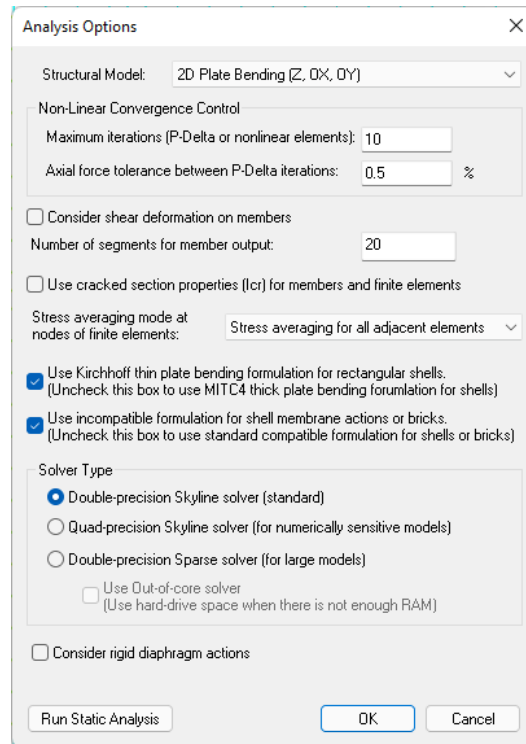 Analysis Options
Structural Model: 2D Plate Bending (Z, OX, OY)
Non-Linear Convergence Control
Maximum iterations (P-Delta or nonlinear elements): 10
Axial force tolerance between P-Delta iterations: 0.5 %
Consider shear deformation on members
Number of segments for member output: 20
Use cracked section properties (Icr) for members and finite elements
Stress averaging mode at
nodes of finite elements: Stress averaging for all adjacent elements
Use Kirchhoff thin plate bending formulation for rectangular shells.
(Uncheck this box to use MITC4 thick plate bending forumlation for shells)
Use incompatible formulation for shell membrane actions or bricks.
(Uncheck this box to use standard compatible formulation for shells or bricks)
Solver Type
Double-precision Skyline solver (standard)
Quad-precision Skyline solver (for numerically sensitive models)
Double-precision Sparse solver (for large models)
Use Out-of-core solver
(Use hard-drive space when there is not enough RAM)
Consider rigid diaphragm actions
Run Static Analysis OK Cancel